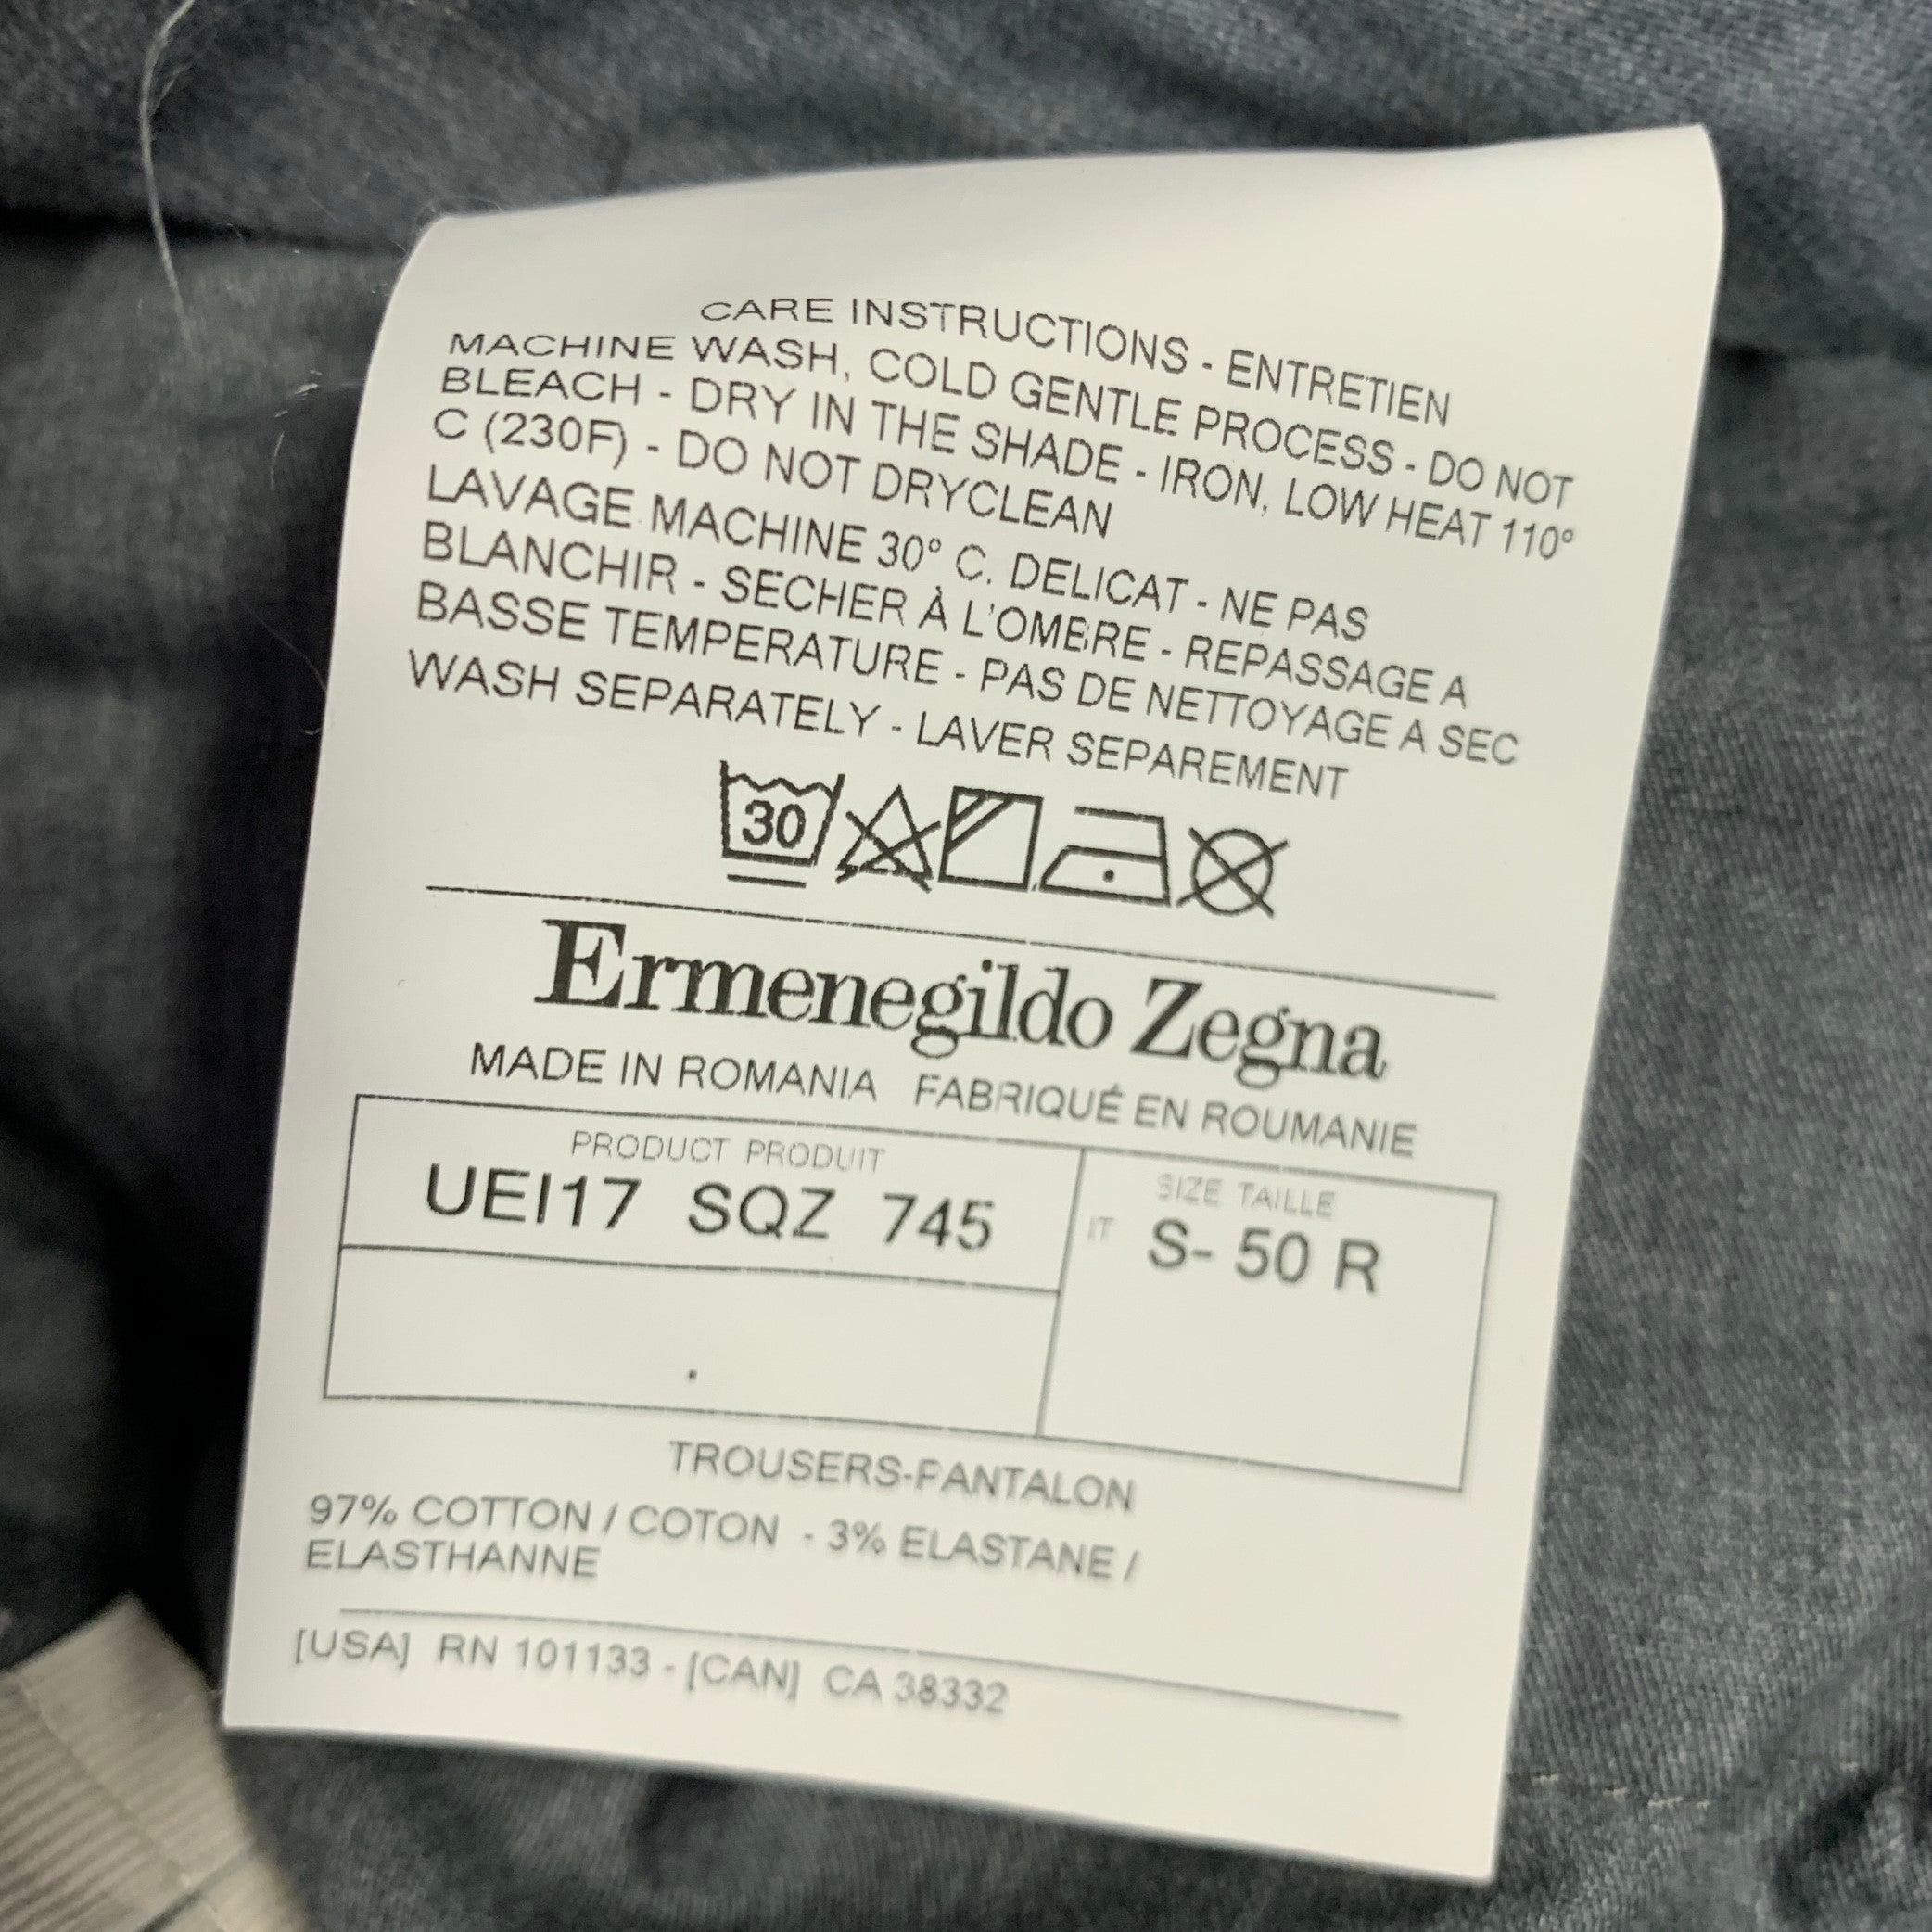 CARE INSTRUCTIONS - ENTRETIEN
MACHINE WASH, COLD GENTLE PROCESS - DO NOT
BLEACH - DRY IN THE SHADE - IRON, LOW HEAT 110°
C (230F) - DO NOT DRYCLEAN
LAVAGE MACHINE 30° C. DELICAT - NE PAS
BLANCHIR - SECHER À L'OMBRE - REPASSAGE A
BASSE TEMPERATURE - PAS DE NETTOYAGE A SEC
WASH SEPARATELY - LAVER SEPAREMENT
30
Ermenegildo Zegna
MADE IN ROMANIA FABRIQUÉ EN ROUMANIE
PRODUCT PRODUIT
UEI17 SQZ 745
SIZE TAILLE
IT S- 50 R
TROUSERS-PANTALON
97% COTTON / COTON - 3% ELASTANE /
ELASTHANNE
[USA] RN 101133 - [CAN] CA 38332